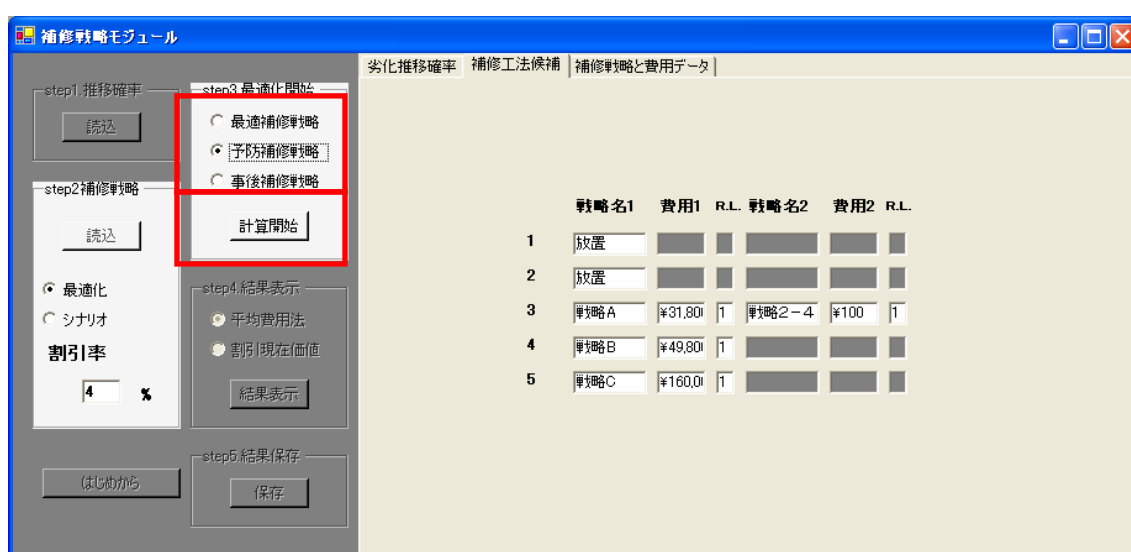 補修戦略モジュール
step1.推移確率
読込
step2補修戦略
読込
最適化
シナリオ
割引率
4 %
はじめから
step3.最適化開始
最適補修戦略
予防補修戦略
事後補修戦略
計算開始
step4.結果表示
平均費用法
割引現在価値
結果表示
step5.結果保存
保存
劣化推移確率 補修工法候補 補修戦略と費用データ
戦略名1 費用1 R.L. 戦略名2 費用2 R.L.
1 放置
2 放置
3 戦略A ¥31,80 1 戦略2-4 ¥100 1
4 戦略B ¥49,80 1
5 戦略C ¥160,0 1